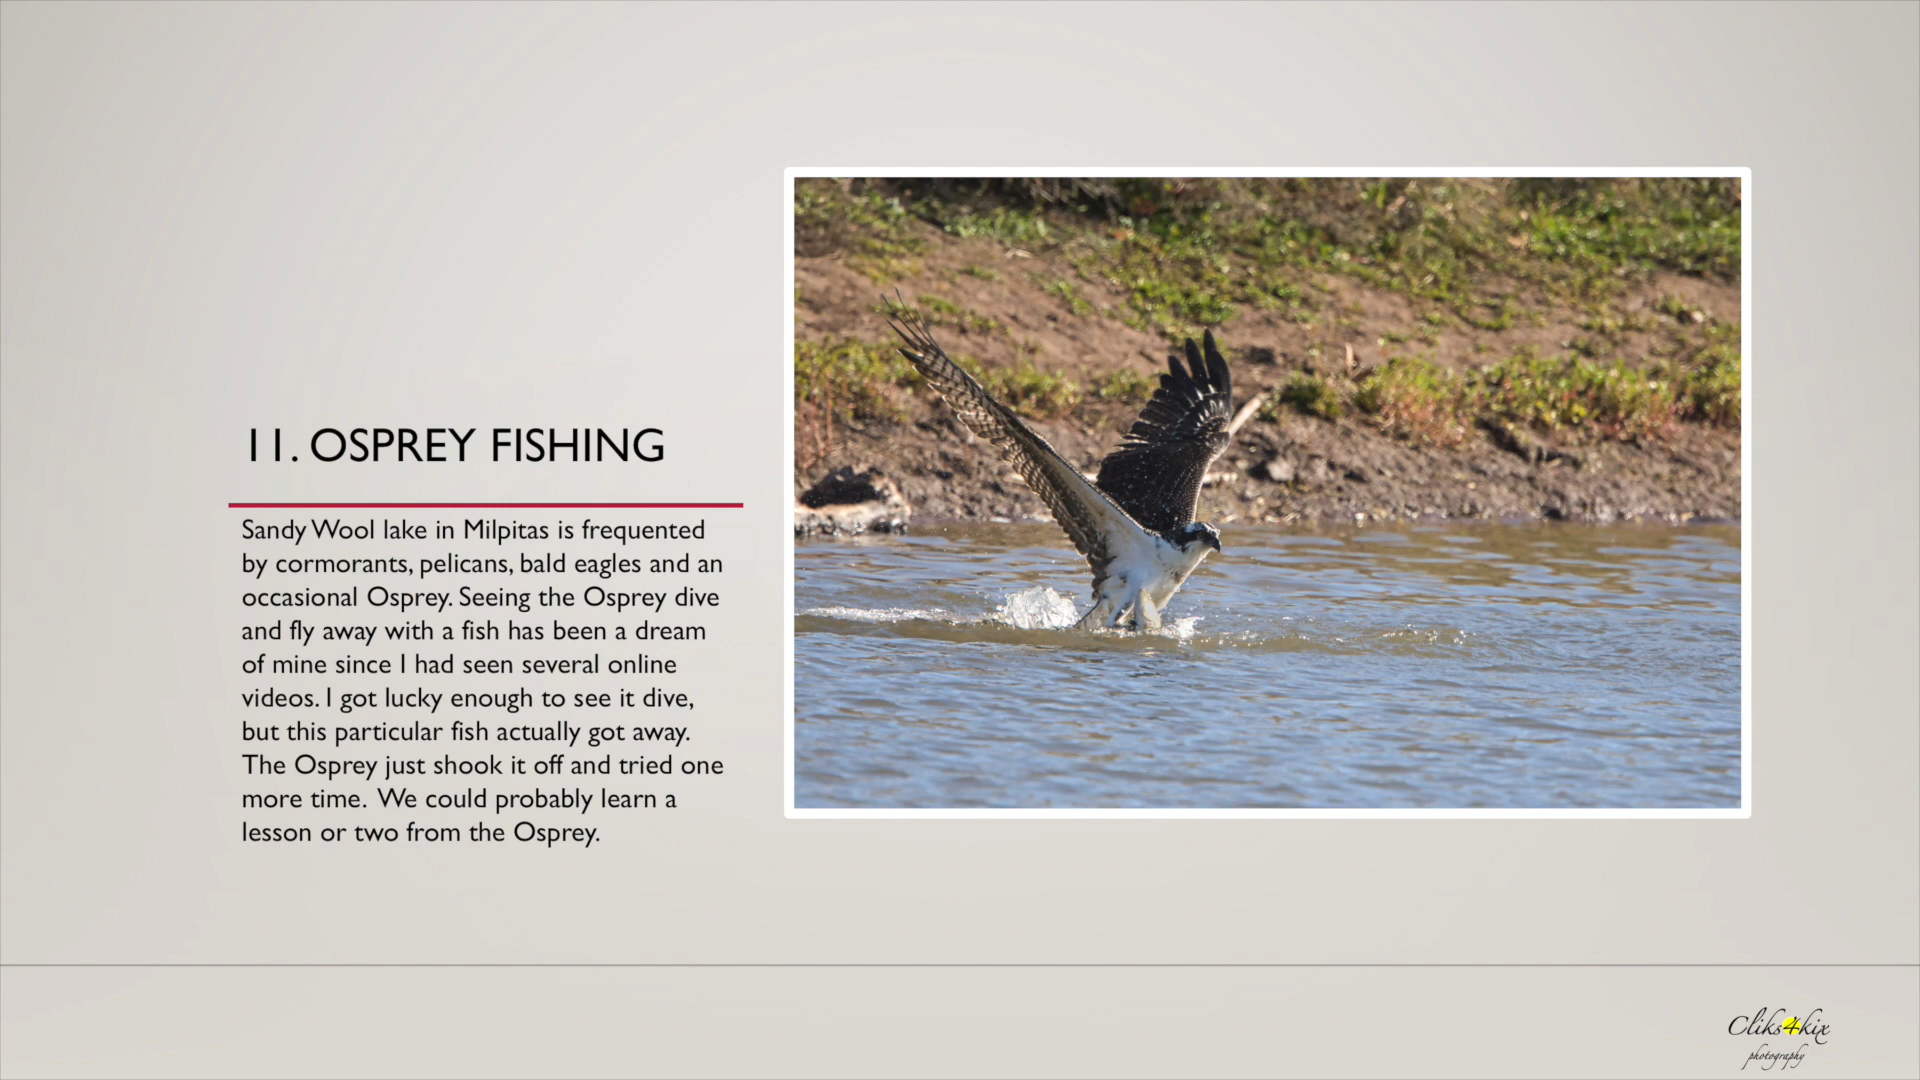 11. OSPREY FISHING
Sandy Wool lake in Milpitas is frequented
by cormorants, pelicans, bald eagles and an
occasional Osprey. Seeing the Osprey dive
and fly away with a fish has been a dream
of mine since I had seen several online
videos. I got lucky enough to see it dive,
but this particular fish actually got away.
The Osprey just shook it off and tried one
more time.  We could probably learn a
lesson or two from the Osprey.
Cliks4kix
photography